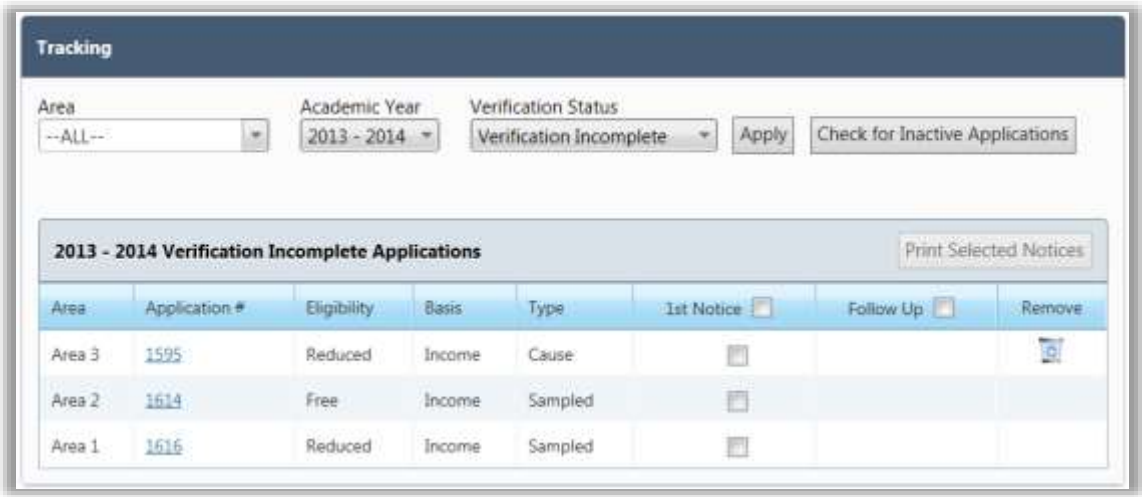 Tracking
Area Academic Year Verification Status
--ALL-- 2013 - 2014 Verification Incomplete Apply Check for Inactive Applications
2013 - 2014 Verification Incomplete Applications Print Selected Notices
Area Application # Eligibility Basis Type 1st Notice Follow Up Remove
Area 3 1595 Reduced Income Cause
Area 2 1614 Free Income Sampled
Area 1 1616 Reduced Income Sampled